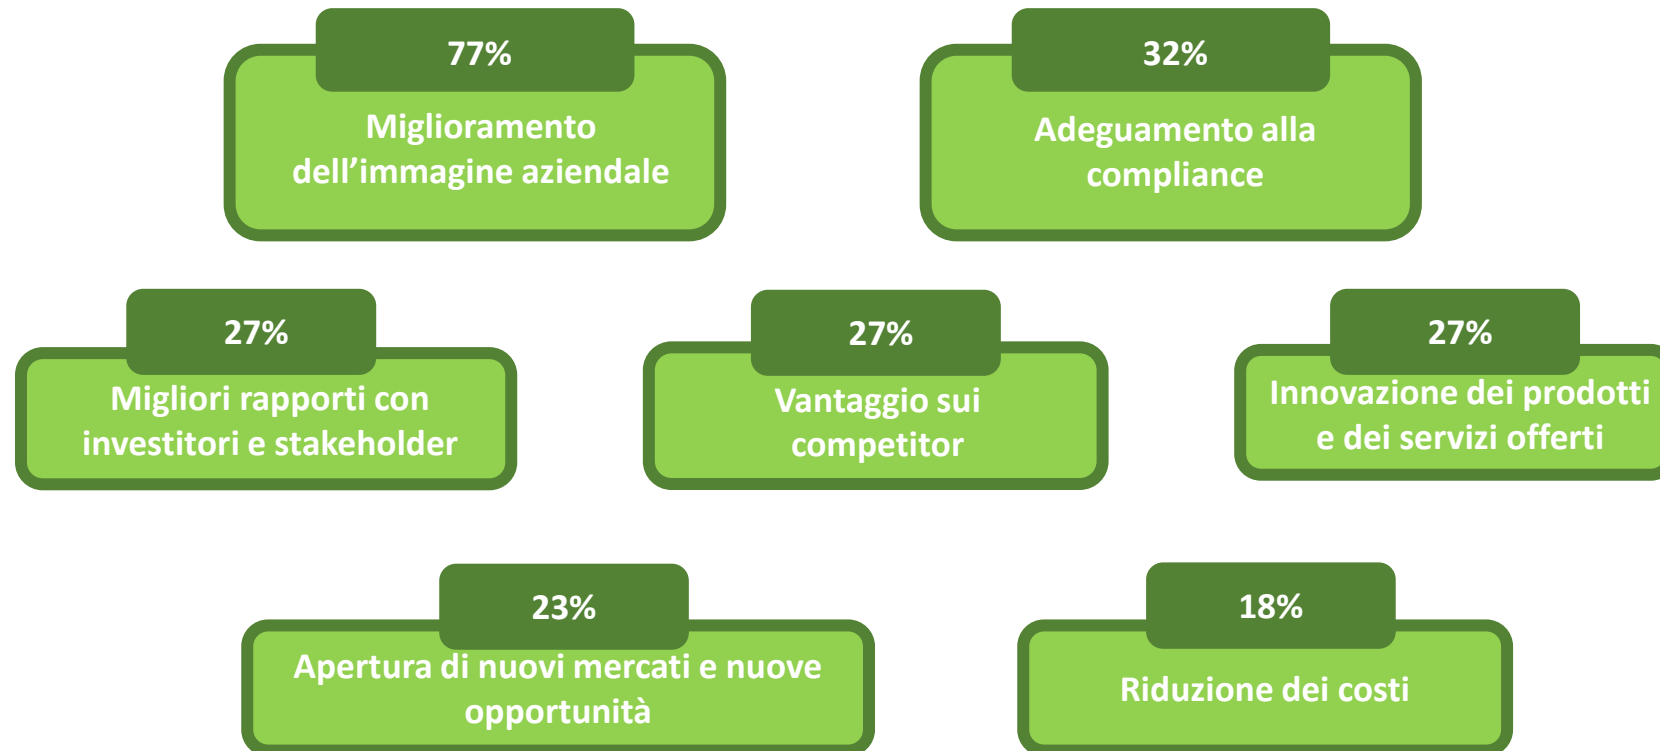 77%
Miglioramento
dell’immagine aziendale
32%
Adeguamento alla
compliance
27%
Migliori rapporti con
investitori e stakeholder
27%
Vantaggio sui
competitor
27%
Innovazione dei prodotti
e dei servizi offerti
23%
Apertura di nuovi mercati e nuove
opportunità
18%
Riduzione dei costi